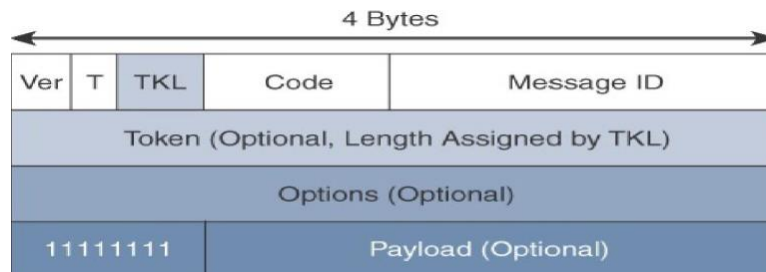 4 Bytes
Ver T TKL Code Message ID
Token (Optional, Length Assigned by TKL)
Options (Optional)
11111111 Payload (Optional)